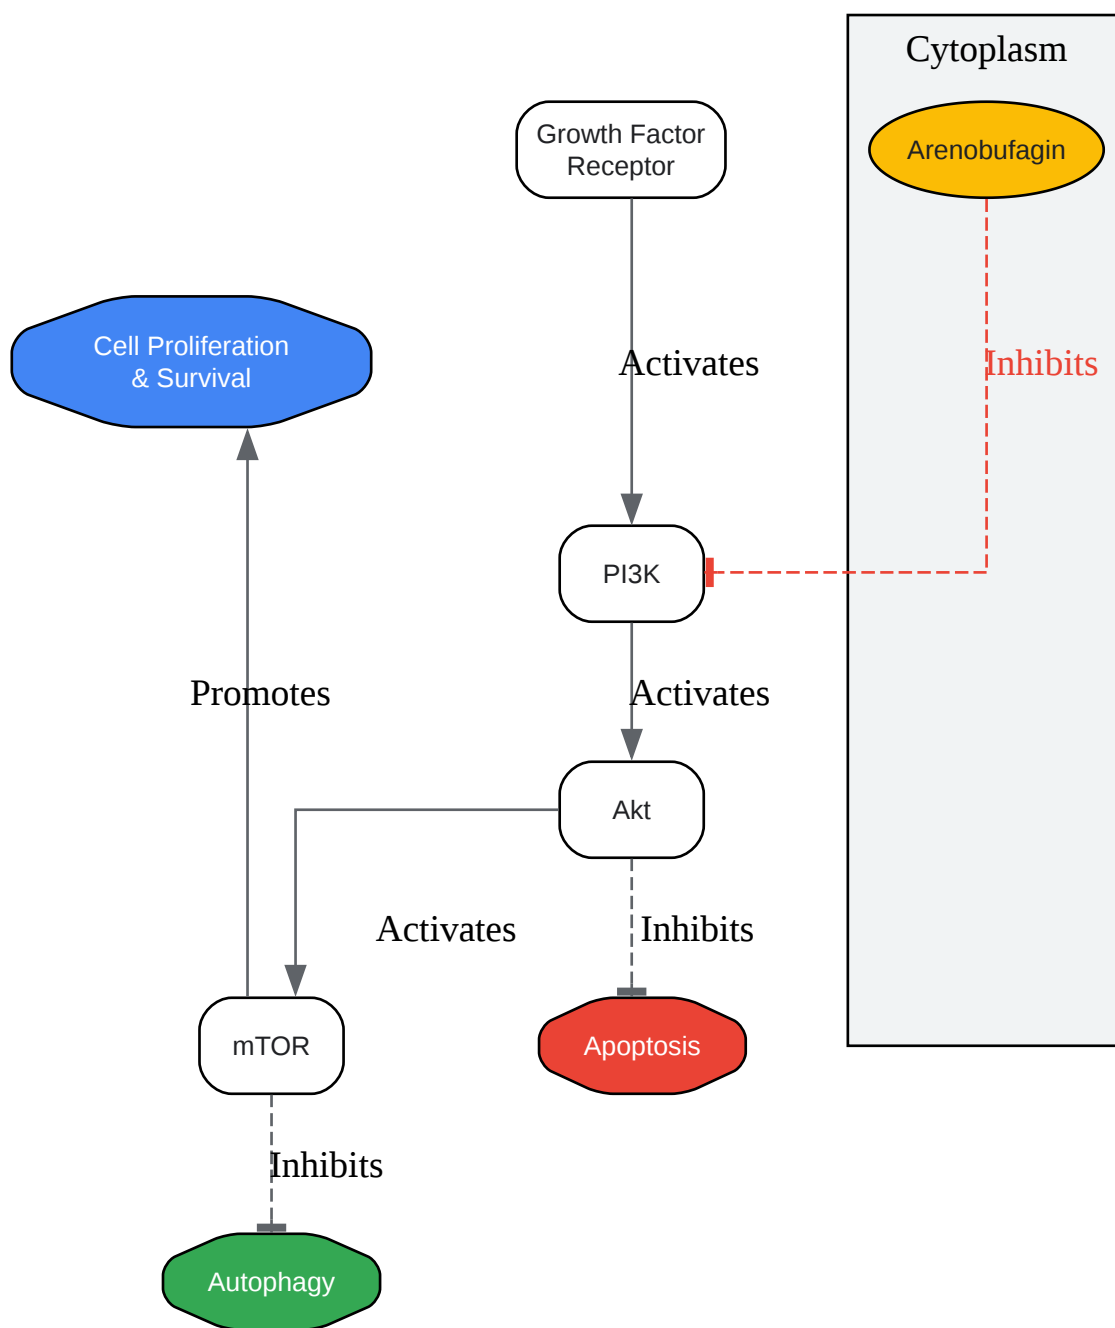 Cytoplasm
Growth Factor
Receptor
Arenobufagin
Cell Proliferation
& Survival
Activates
Inhibits
PI3K
Promotes
Activates
Akt
Activates
Inhibits
mTOR
Apoptosis
Inhibits
Autophagy